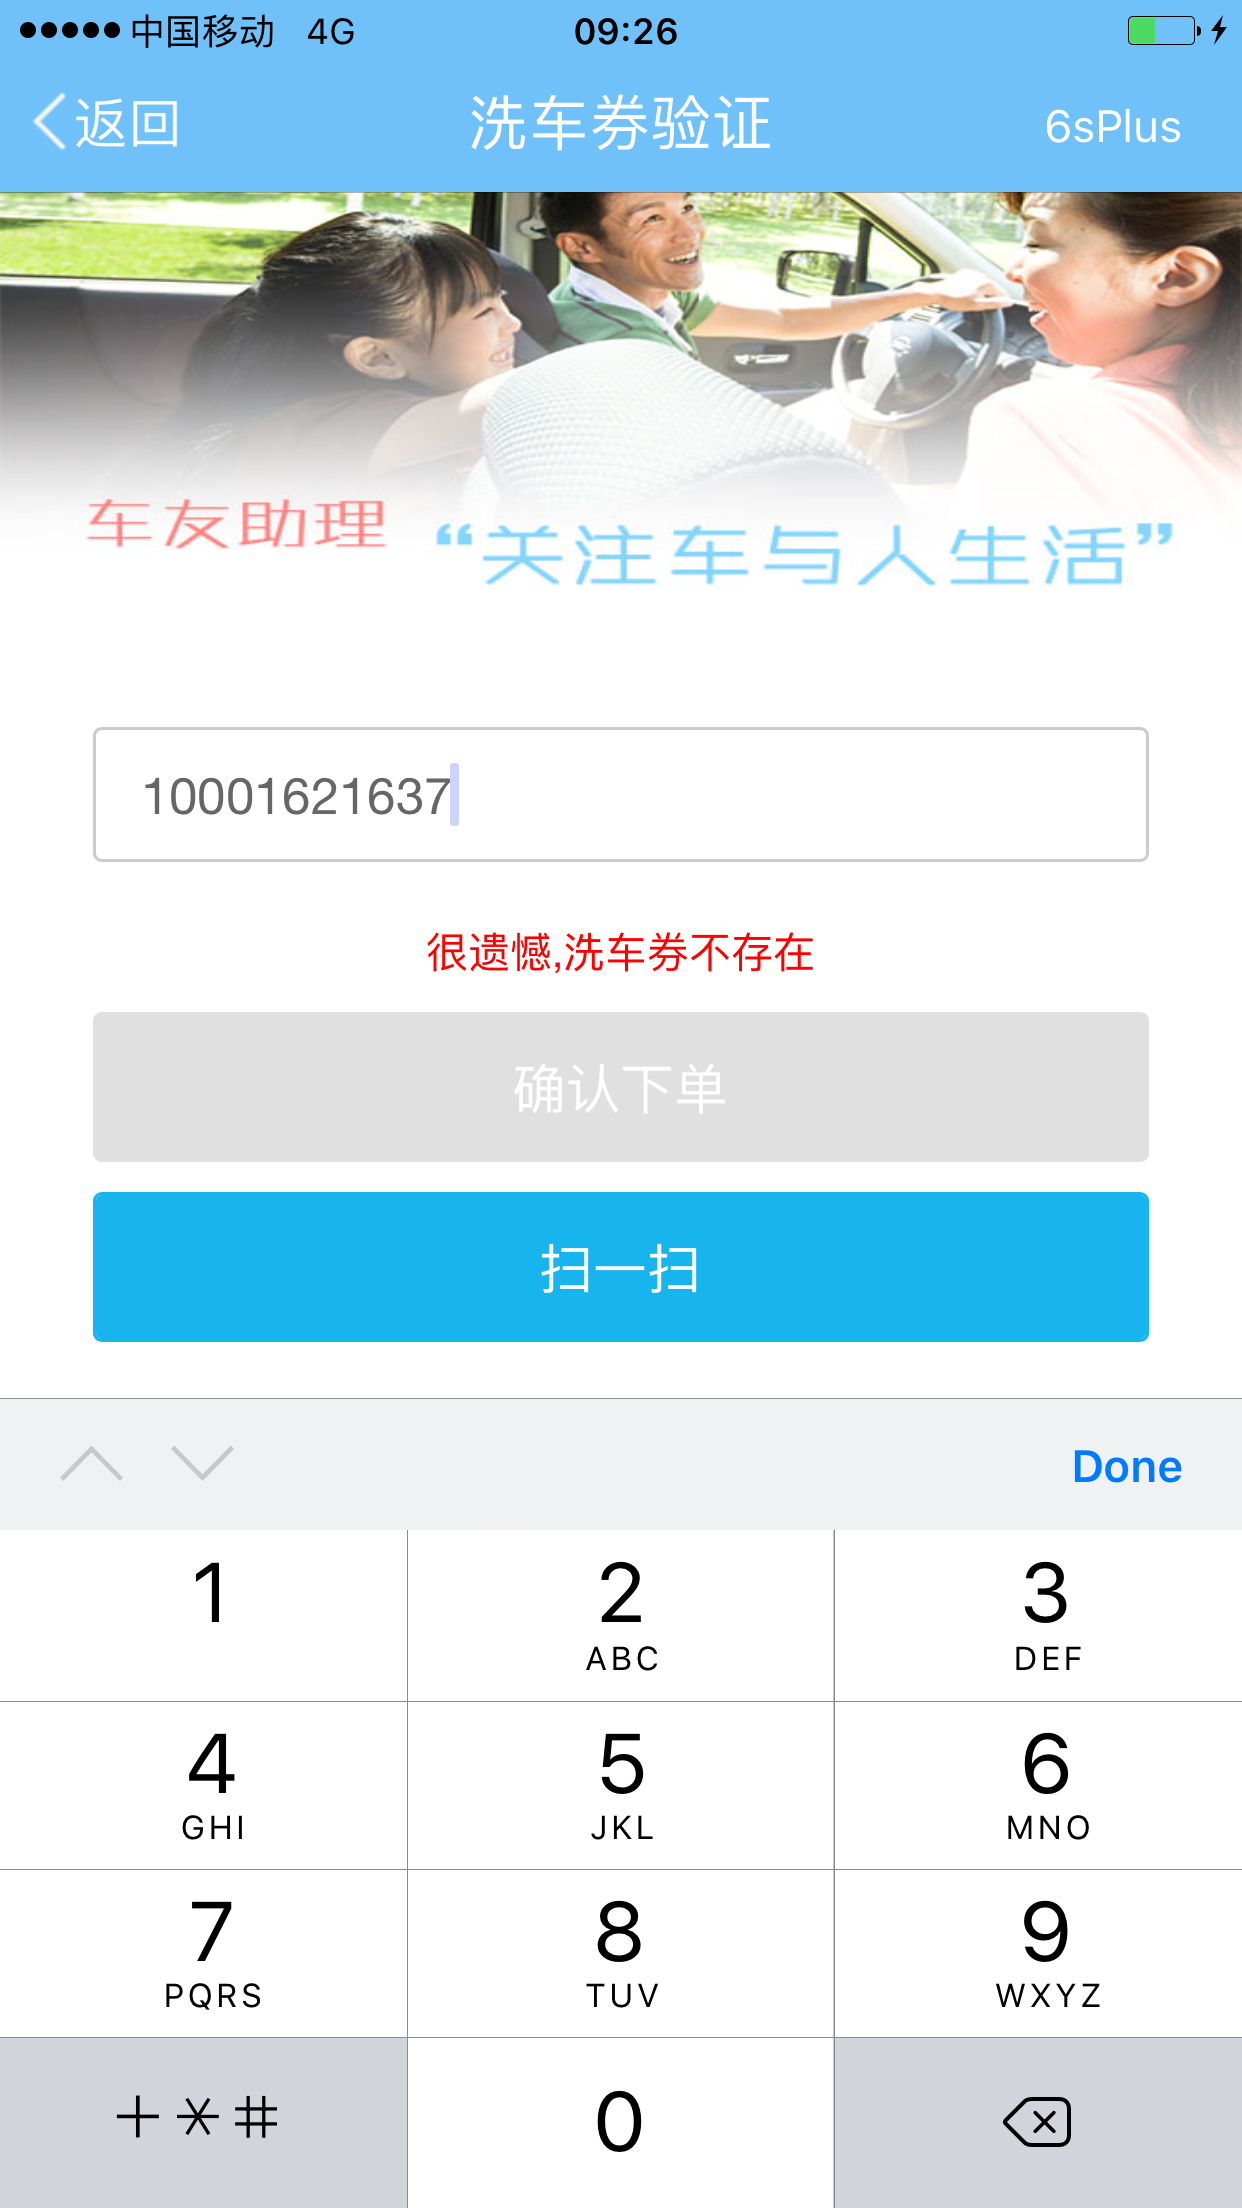 中国移动 4G 09:26
返回 洗车券验证 6sPlus
车友助理
“关注车与人生活”
10001621637
很遗憾,洗车券不存在
确认下单
扫一扫
Done
1 2 3
ABC DEF
4 5 6
GHI JKL MNO
7 8 9
PQRS TUV WXYZ
+*# 0